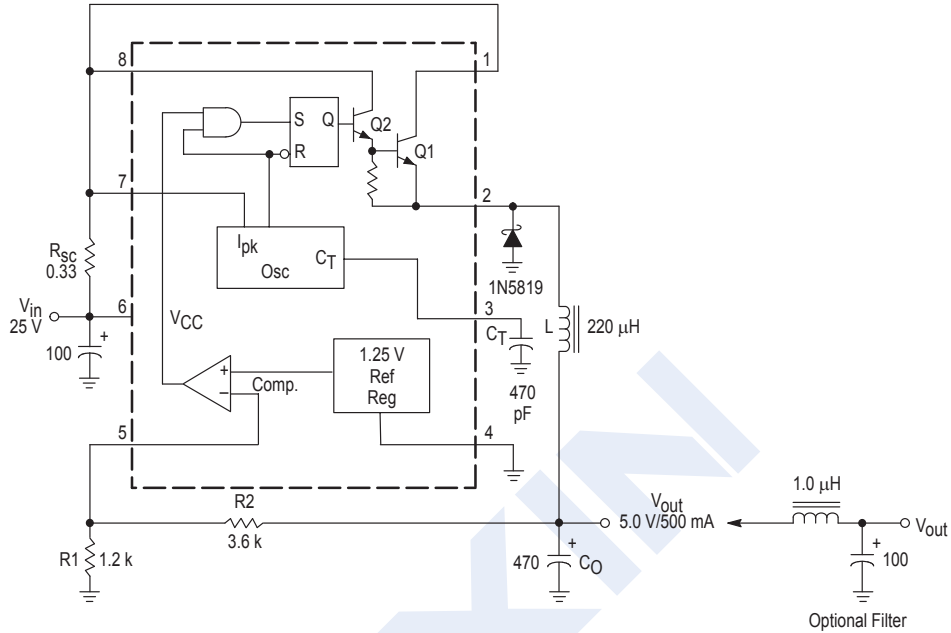 8
1
S
Q
Q2
R
Q1
7
2
Ipk
CT
Osc
Rsc
0.33
1N5819
Vin
25 V
6
VCC
3
CT
L
220 μH
100
+
470
pF
+
−
Comp.
1.25 V
Ref
Reg
5
4
R2
3.6 k
R1
1.2 k
Vout
5.0 V/500 mA
1.0 μH
Vout
470
+
CO
+
100
Optional Filter
XIN